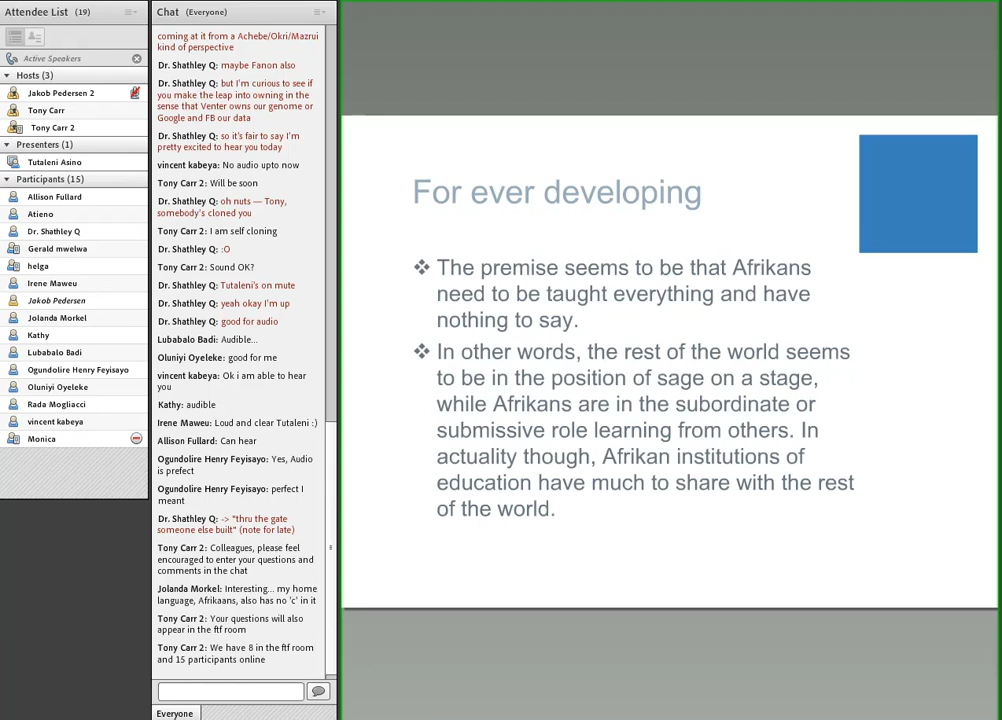 Attendee List (19)
Active Speakers
Hosts (3)
Jakob Pedersen 2
Tony Carr
Tony Carr 2
Presenters (1)
Tutaleni Asino
Participants (15)
Allison Fullard
Atieno
Dr. Shathley Q
Gerald mwelwa
helga
Irene Maweu
Jakob Pedersen
Jolanda Morkel
Kathy
Lubabalo Badi
Ogundolire Henry Feyisayo
Oluniyi Oyeleke
Rada Mogliacci
vincent kabeya
Monica
Chat (Everyone)
coming at it from a Achebe/Okri/Mazrui
kind of perspective
Dr. Shathley Q: maybe Fanon also
Dr. Shathley Q: but I'm curious to see if
you make the leap into owning in the
sense that Venter owns our genome or
Google and FB our data
Dr. Shathley Q: so it's fair to say I'm
pretty excited to hear you today
vincent kabeya: No audio upto now
Tony Carr 2: Will be soon
Dr. Shathley Q: oh nuts — Tony,
somebody's cloned you
Tony Carr 2: I am self cloning
Dr. Shathley Q: :O
Tony Carr 2: Sound OK?
Dr. Shathley Q: Tutaleni's on mute
Dr. Shathley Q: yeah okay I'm up
Dr. Shathley Q: good for audio
Lubabalo Badi: Audible...
Oluniyi Oyeleke: good for me
vincent kabeya: Ok i am able to hear
you
Kathy: audible
Irene Maweu: Loud and clear Tutaleni :)
Allison Fullard: Can hear
Ogundolire Henry Feyisayo: Yes, Audio
is prefect
Ogundolire Henry Feyisayo: perfect I
meant
Dr. Shathley Q: -> "thru the gate
someone else built" (note for late)
Tony Carr 2: Colleagues, please feel
encouraged to enter your questions and
comments in the chat
Jolanda Morkel: Interesting... my home
language, Afrikaans, also has no 'c' in it
Tony Carr 2: Your questions will also
appear in the ftf room
Tony Carr 2: We have 8 in the ftf room
and 15 participants online
Everyone
For ever developing
❖ The premise seems to be that Afrikans
need to be taught everything and have
nothing to say.
❖ In other words, the rest of the world seems
to be in the position of sage on a stage,
while Afrikans are in the subordinate or
submissive role learning from others. In
actuality though, Afrikan institutions of
education have much to share with the rest
of the world.